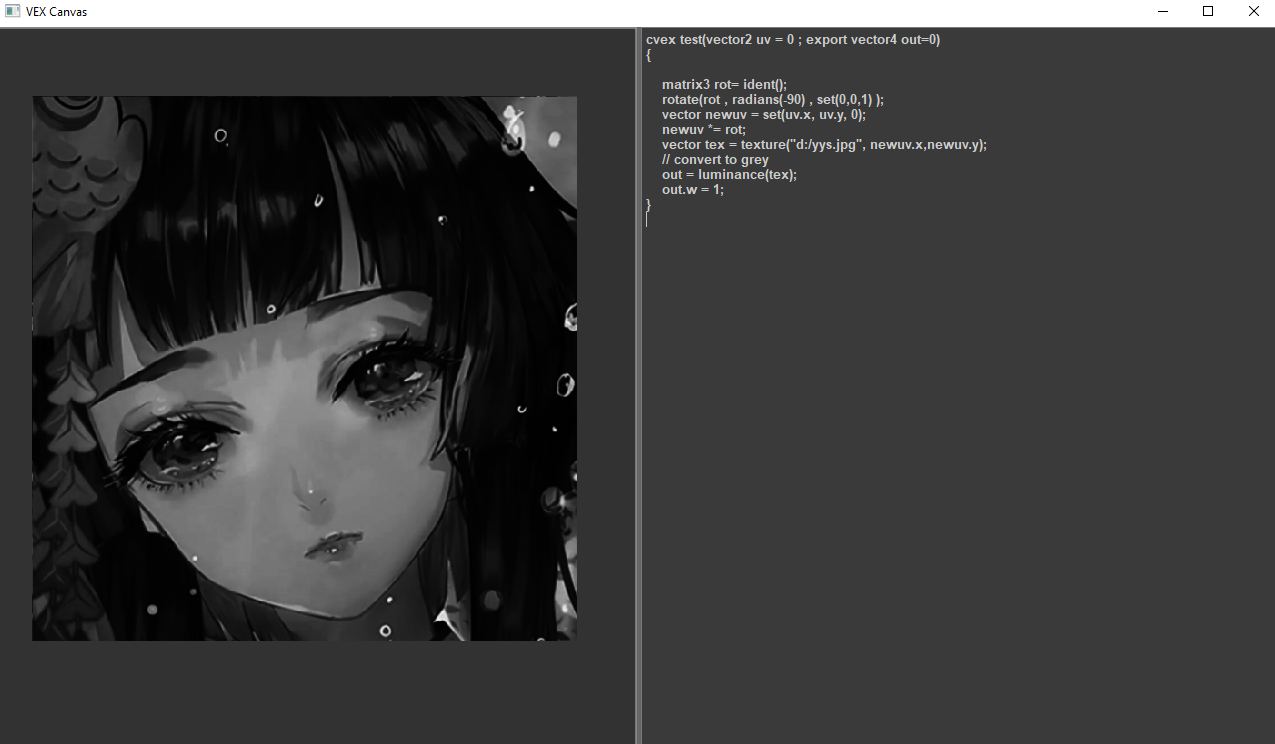 VEX Canvas
cvex test(vector2 uv = 0 ; export vector4 out=0)
{
matrix3 rot= ident();
rotate(rot , radians(-90) , set(0,0,1) );
vector newuv = set(uv.x, uv.y, 0);
newuv *= rot;
vector tex = texture("d:/yys.jpg", newuv.x,newuv.y);
// convert to grey
out = luminance(tex);
out.w = 1;
}